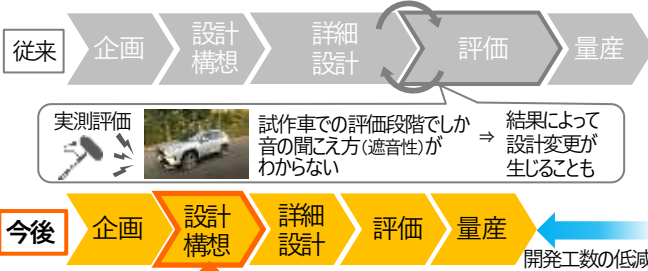 従来
企画
設計
構想
詳細
設計
評価
量産
実測評価
試作車での評価段階でしか
音の聞こえ方(遮音性)が
わからない
⇒
結果によって
設計変更が
生じることも
今後
企画
設計
構想
詳細
設計
評価
量産
開発工数の低減